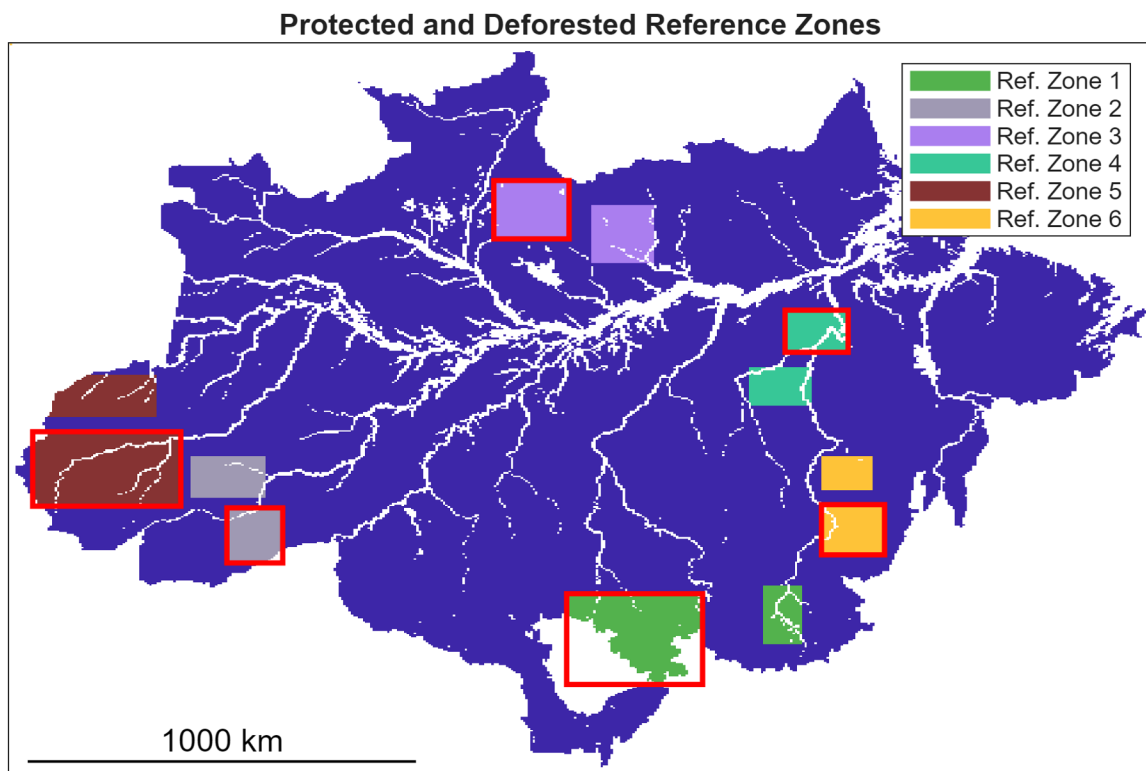 Protected and Deforested Reference Zones
Ref. Zone 1
Ref. Zone 2
Ref. Zone 3
Ref. Zone 4
Ref. Zone 5
Ref. Zone 6
1000 km